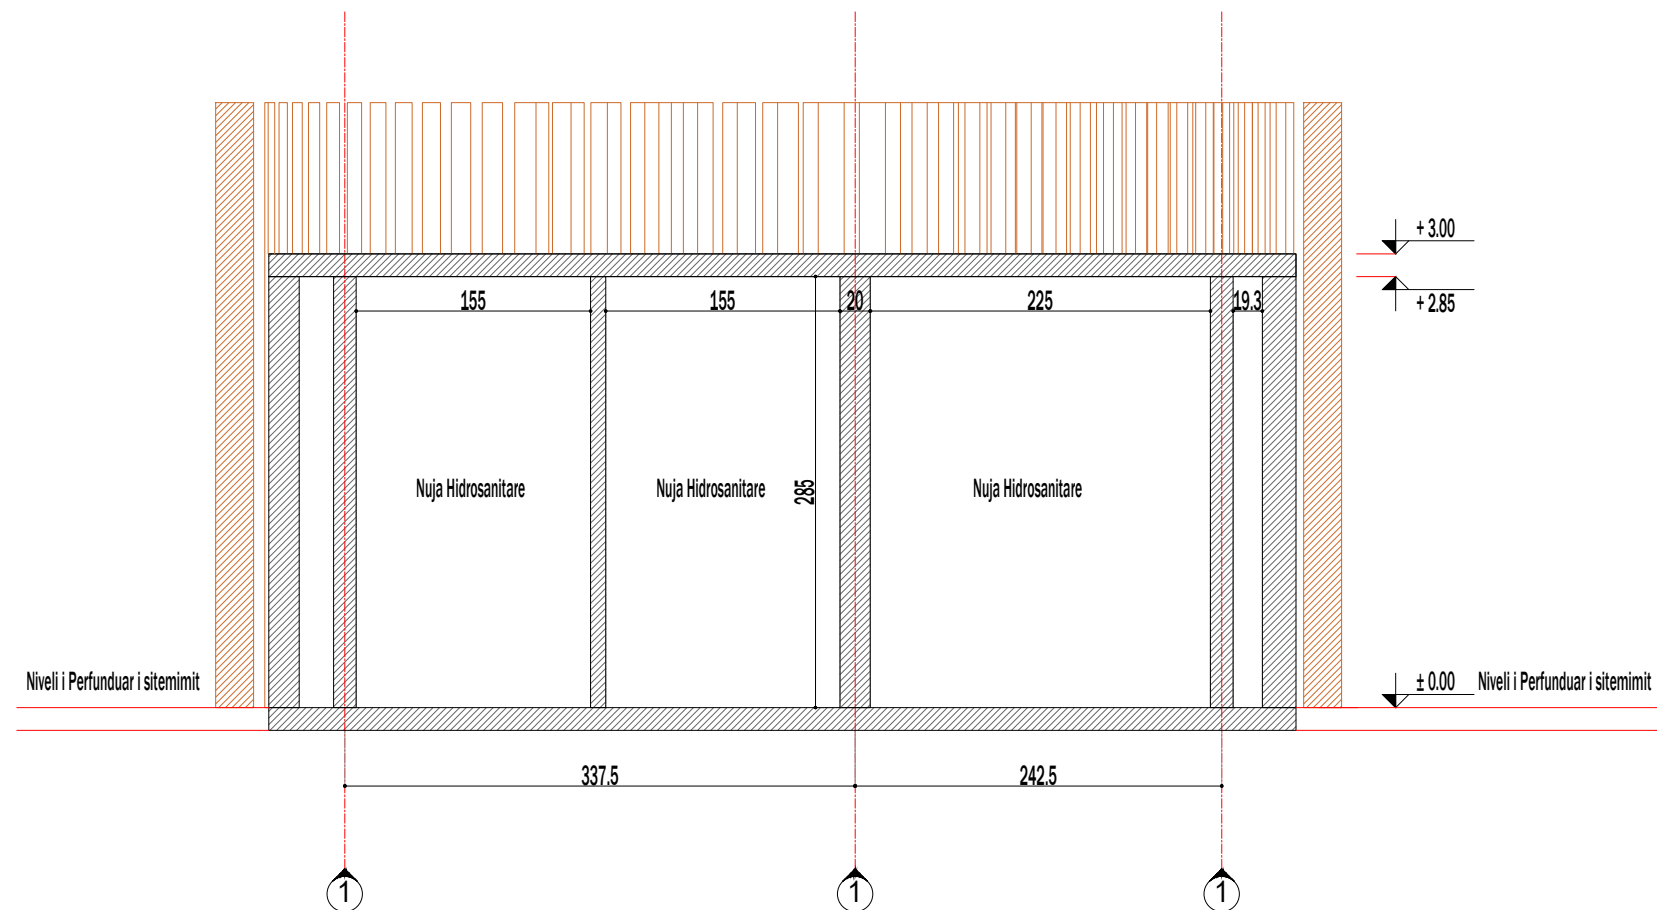 + 3.00
155
155
20
225
19.3
+ 2.85
Nuja Hidrosanitare
Nuja Hidrosanitare
285
Nuja Hidrosanitare
Niveli i Perfunduar i sitemimit
± 0.00
Niveli i Perfunduar i sitemimit
337.5
242.5
1
1
1